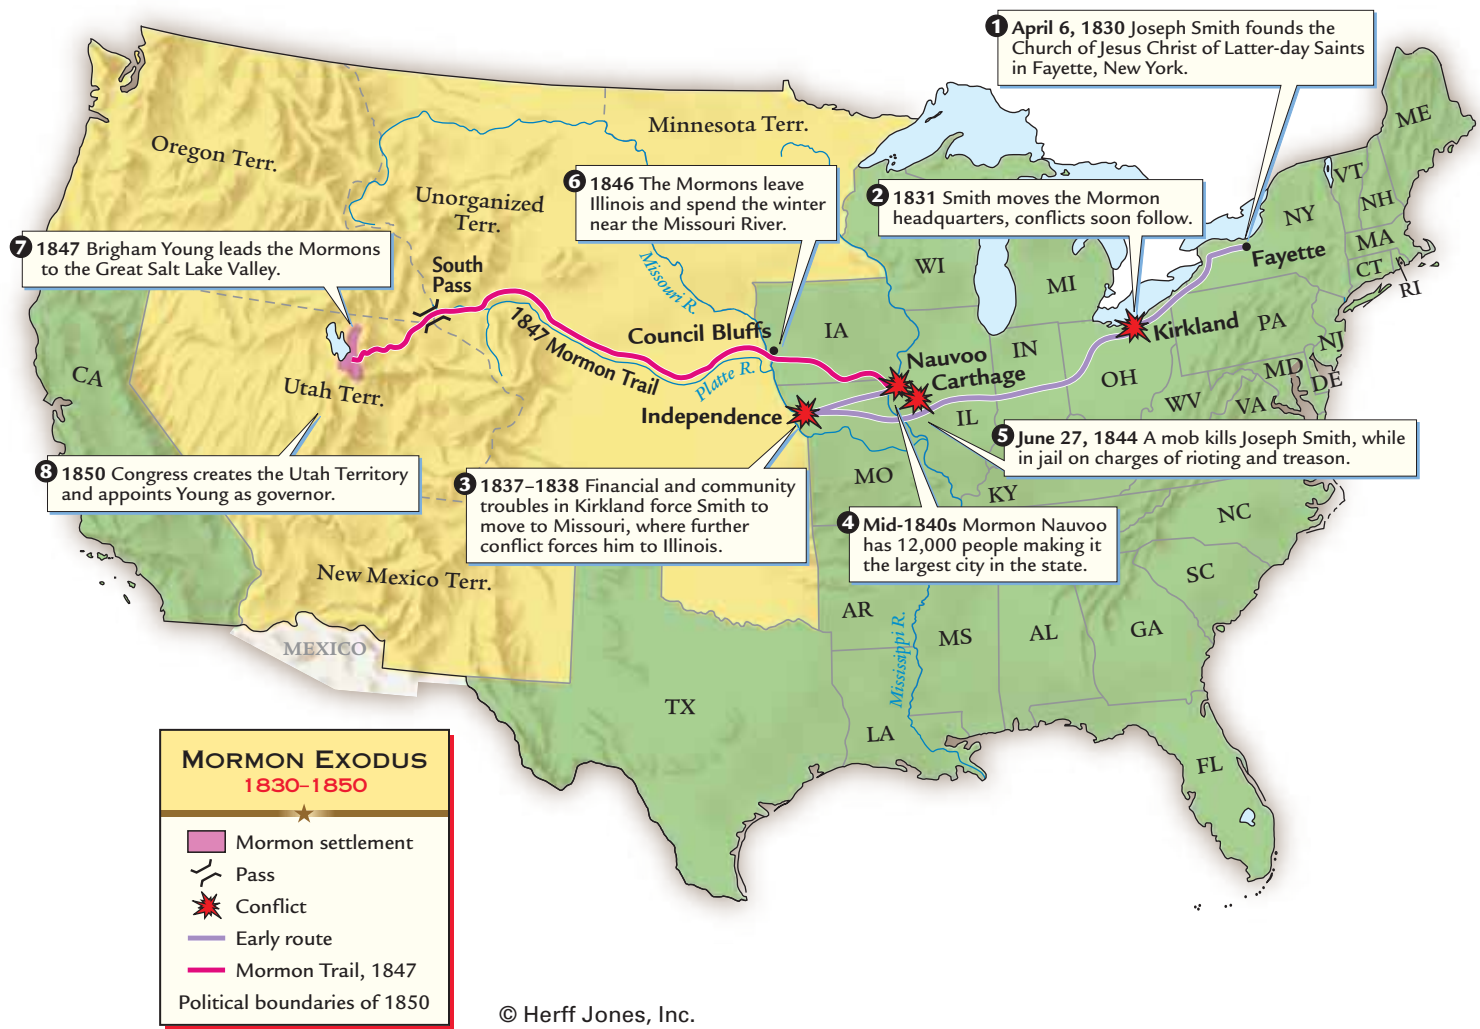 1 April 6, 1830 Joseph Smith founds the
Church of Jesus Christ of Latter-day Saints
in Fayette, New York.
ME
Minnesota Terr.
Oregon Terr.
VT
6 1846 The Mormons leave
Illinois and spend the winter
near the Missouri River.
2 1831 Smith moves the Mormon
headquarters, conflicts soon follow.
Unorganized
Terr.
NH
NY
7 1847 Brigham Young leads the Mormons
to the Great Salt Lake Valley.
MA
Fayette
CT
RI
WI
MI
South
Pass
Missouri R.
1847 Mormon Trail
Council Bluffs
IA
Kirkland
PA
NJ
Nauvoo
IN
Carthage
OH
MD
DE
CA
Utah Terr.
Platte R.
Independence
IL
WV
VA
5 June 27, 1844 A mob kills Joseph Smith, while
in jail on charges of rioting and treason.
8 1850 Congress creates the Utah Territory
and appoints Young as governor.
3 1837–1838 Financial and community
troubles in Kirkland force Smith to
move to Missouri, where further
conflict forces him to Illinois.
MO
KY
4 Mid-1840s Mormon Nauvoo
has 12,000 people making it
the largest city in the state.
NC
New Mexico Terr.
SC
AR
Mississippi R.
MS
AL
GA
MEXICO
TX
LA
FL
MORMON EXODUS
1830–1850
Mormon settlement
Pass
Conflict
Early route
Mormon Trail, 1847
Political boundaries of 1850
© Herff Jones, Inc.